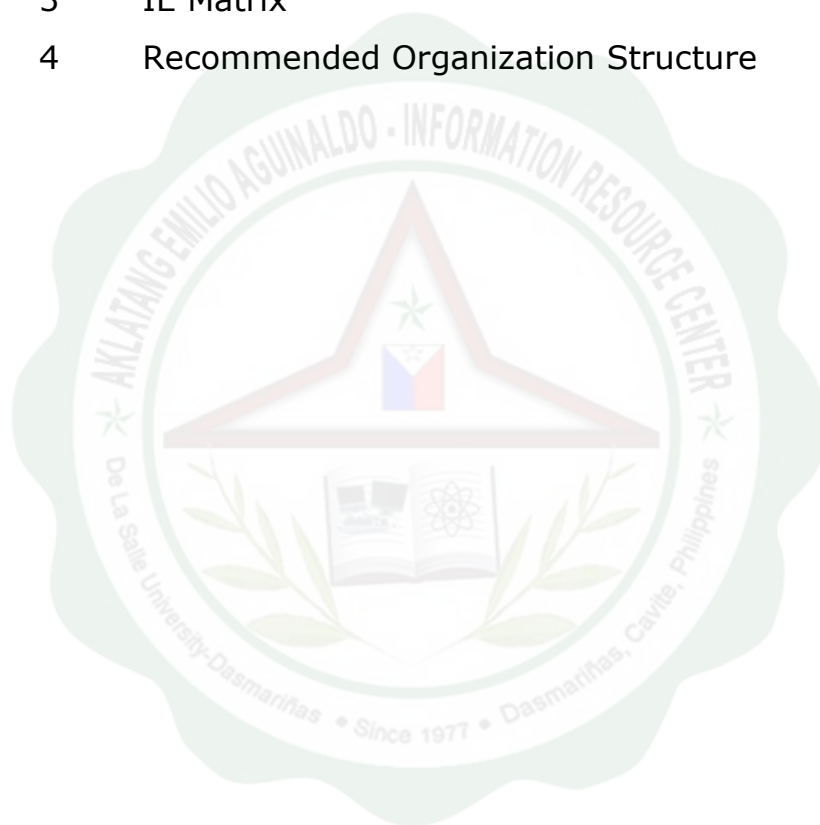 3 IE Matrix
4 Recommended Organization Structure
AKLATANG EMILIO AGUINALDO - INFORMATION RESOURCE CENTER
De La Salle University-Dasmariñas • Since 1977 • Dasmariñas, Cavite, Philippines